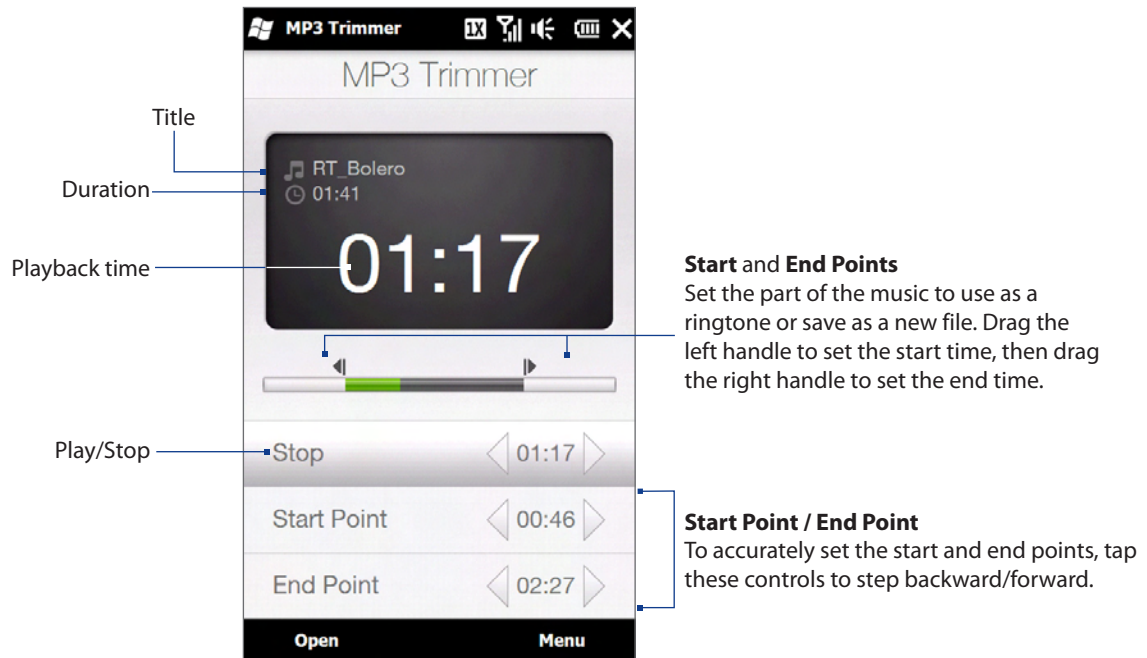 MP3 Trimmer
1X
MP3 Trimmer
Title
RT_Bolero
Duration
01:41
Playback time
01:17
Start and End Points
Set the part of the music to use as a
ringtone or save as a new file. Drag the
left handle to set the start time, then drag
the right handle to set the end time.
Play/Stop
Stop
01:17
Start Point
00:46
End Point
02:27
Start Point / End Point
To accurately set the start and end points, tap
these controls to step backward/forward.
Open
Menu